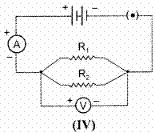 + −
+
A
−
R₁
R₂
+ V −
(IV)